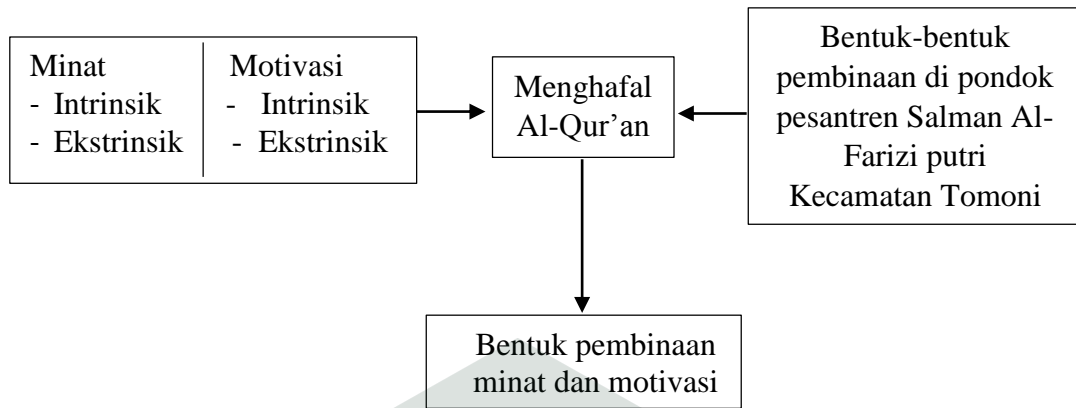 Minat
- Intrinsik
- Ekstrinsik
Motivasi
- Intrinsik
- Ekstrinsik
Menghafal
Al-Qur’an
Bentuk-bentuk
pembinaan di pondok
pesantren Salman Al-
Farizi putri
Kecamatan Tomoni
Bentuk pembinaan
minat dan motivasi